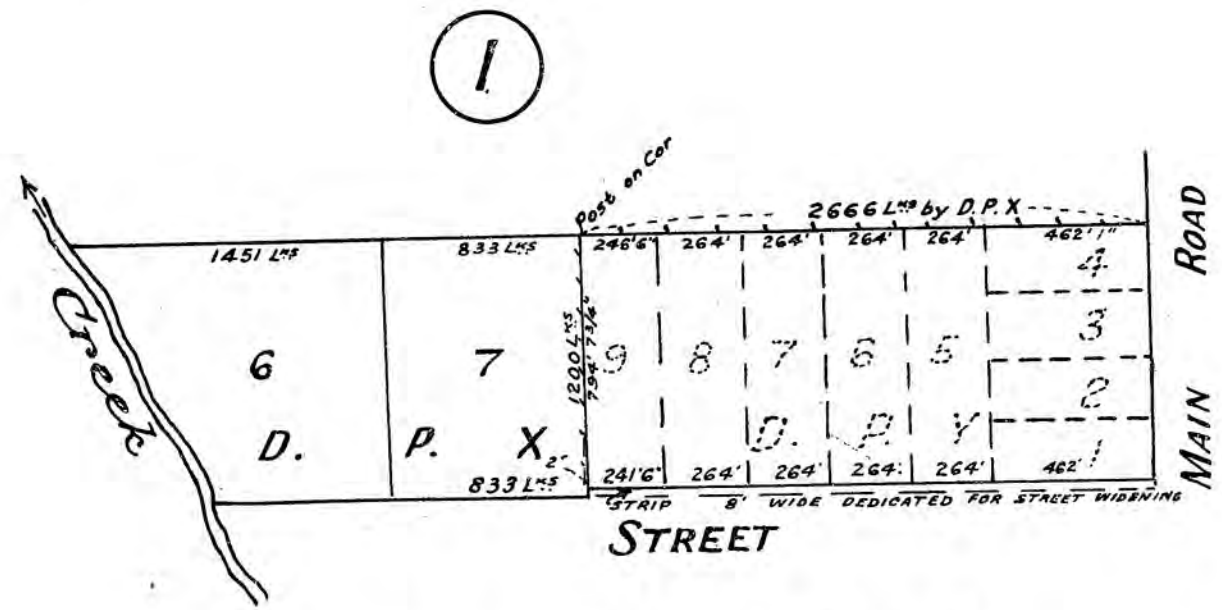 1
Post on Cor
2666 Lᴷˢ by D.P.X
ROAD
1451 Lᴷˢ 833 Lᴷˢ 246'6" 264' 264' 264' 264' 462'1"
4
Creek
1200 Lᴷˢ
794' 7 3/4"
6 7 9 8 7 6 5 3
2
MAIN
D. P. X D. P. Y
2"
833 Lᴷˢ 241'6" 264' 264' 264' 264' 462' 1
STRIP 8' WIDE DEDICATED FOR STREET WIDENING
STREET